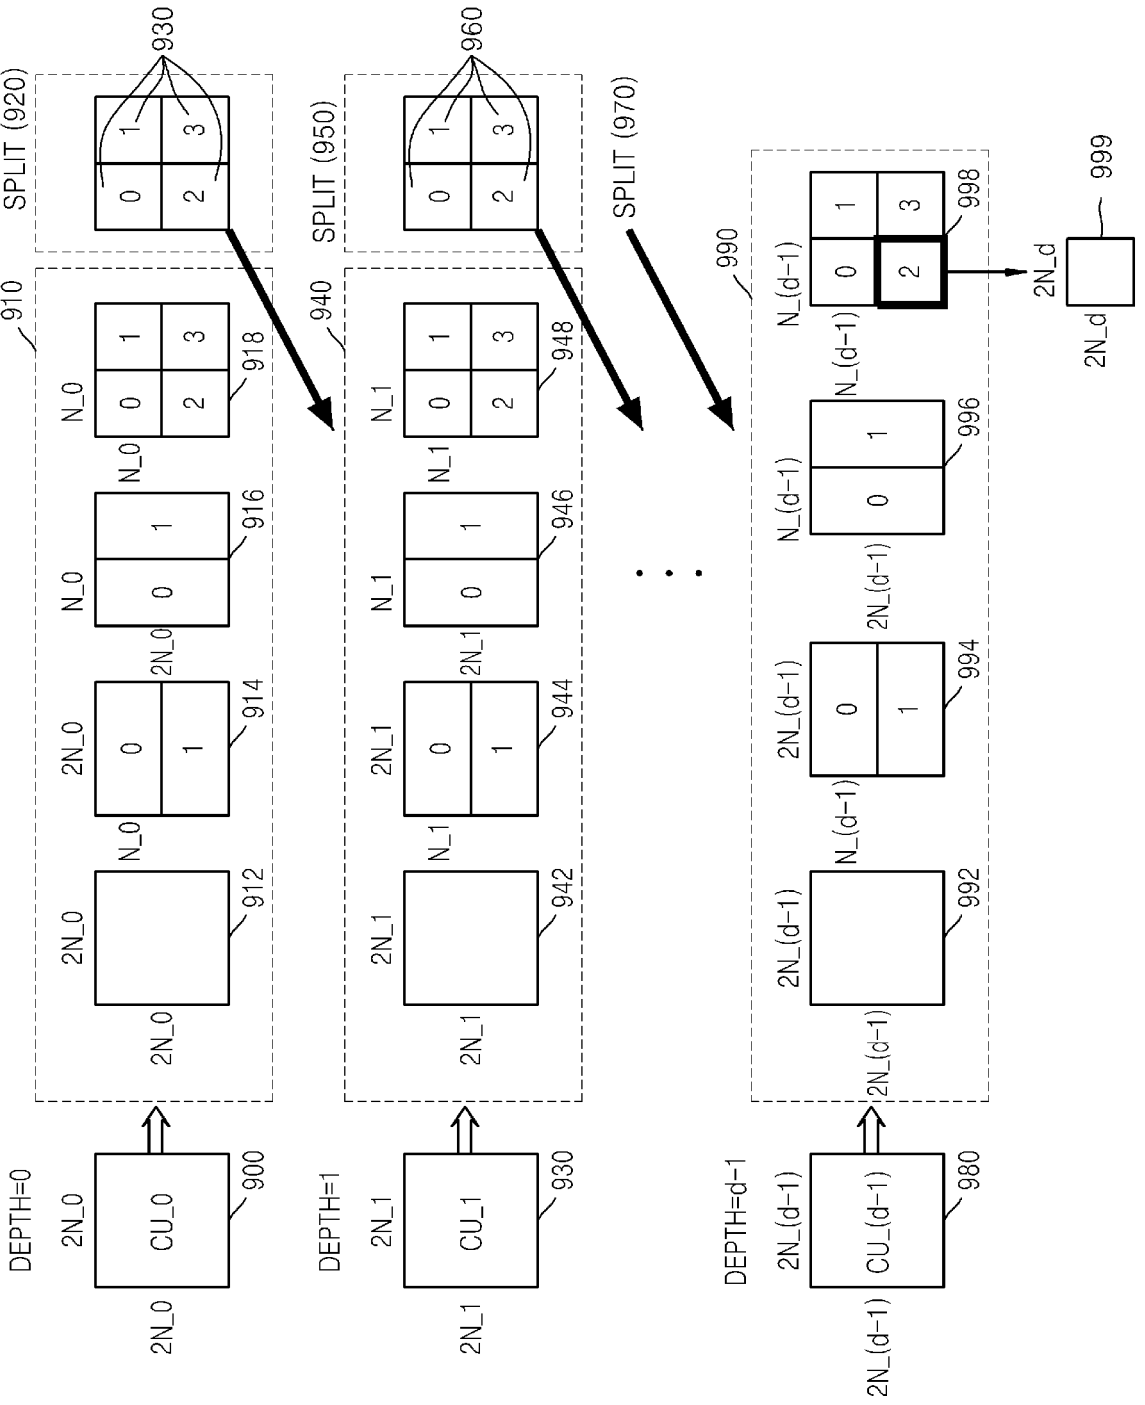 DEPTH=0
2N_0
2N_0
CU_0
900
910
2N_0
2N_0
912
2N_0
N_0
0
1
914
N_0
2N_0
0
1
916
N_0
N_0
0
1
2
3
918
SPLIT (920)
0
1
2
3
930
DEPTH=1
2N_1
2N_1
CU_1
930
940
2N_1
2N_1
942
2N_1
N_1
0
1
944
N_1
2N_1
0
1
946
N_1
N_1
0
1
2
3
948
SPLIT (950)
0
1
2
3
960
SPLIT (970)
DEPTH=d-1
2N_(d-1)
2N_(d-1)
CU_(d-1)
980
990
2N_(d-1)
2N_(d-1)
992
2N_(d-1)
N_(d-1)
0
1
994
N_(d-1)
2N_(d-1)
0
1
996
N_(d-1)
N_(d-1)
0
1
2
3
998
2N_d
2N_d
999